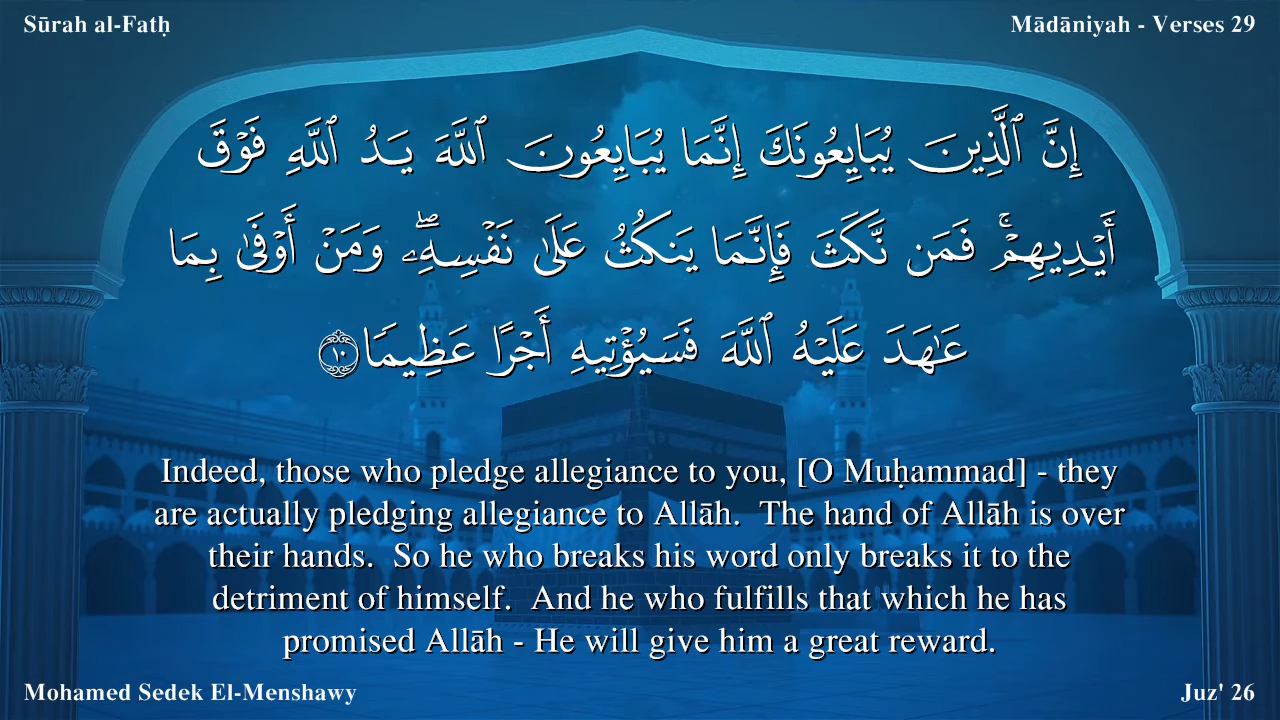 Sūrah al-Fatḥ
Mādāniyah - Verses 29
إِنَّ ٱلَّذِينَ يُبَايِعُونَكَ إِنَّمَا يُبَايِعُونَ ٱللَّهَ يَدُ ٱللَّهِ فَوْقَ
أَيْدِيهِمْ ۚ فَمَن نَّكَثَ فَإِنَّمَا يَنكُثُ عَلَىٰ نَفْسِهِۦ ۖ وَمَنْ أَوْفَىٰ بِمَا
عَـٰهَدَ عَلَيْهُ ٱللَّهَ فَسَيُؤْتِيهِ أَجْرًا عَظِيمًا ١٠
Indeed, those who pledge allegiance to you, [O Muḥammad] - they
are actually pledging allegiance to Allāh.  The hand of Allāh is over
their hands.  So he who breaks his word only breaks it to the
detriment of himself.  And he who fulfills that which he has
promised Allāh - He will give him a great reward.
Mohamed Sedek El-Menshawy
Juz' 26